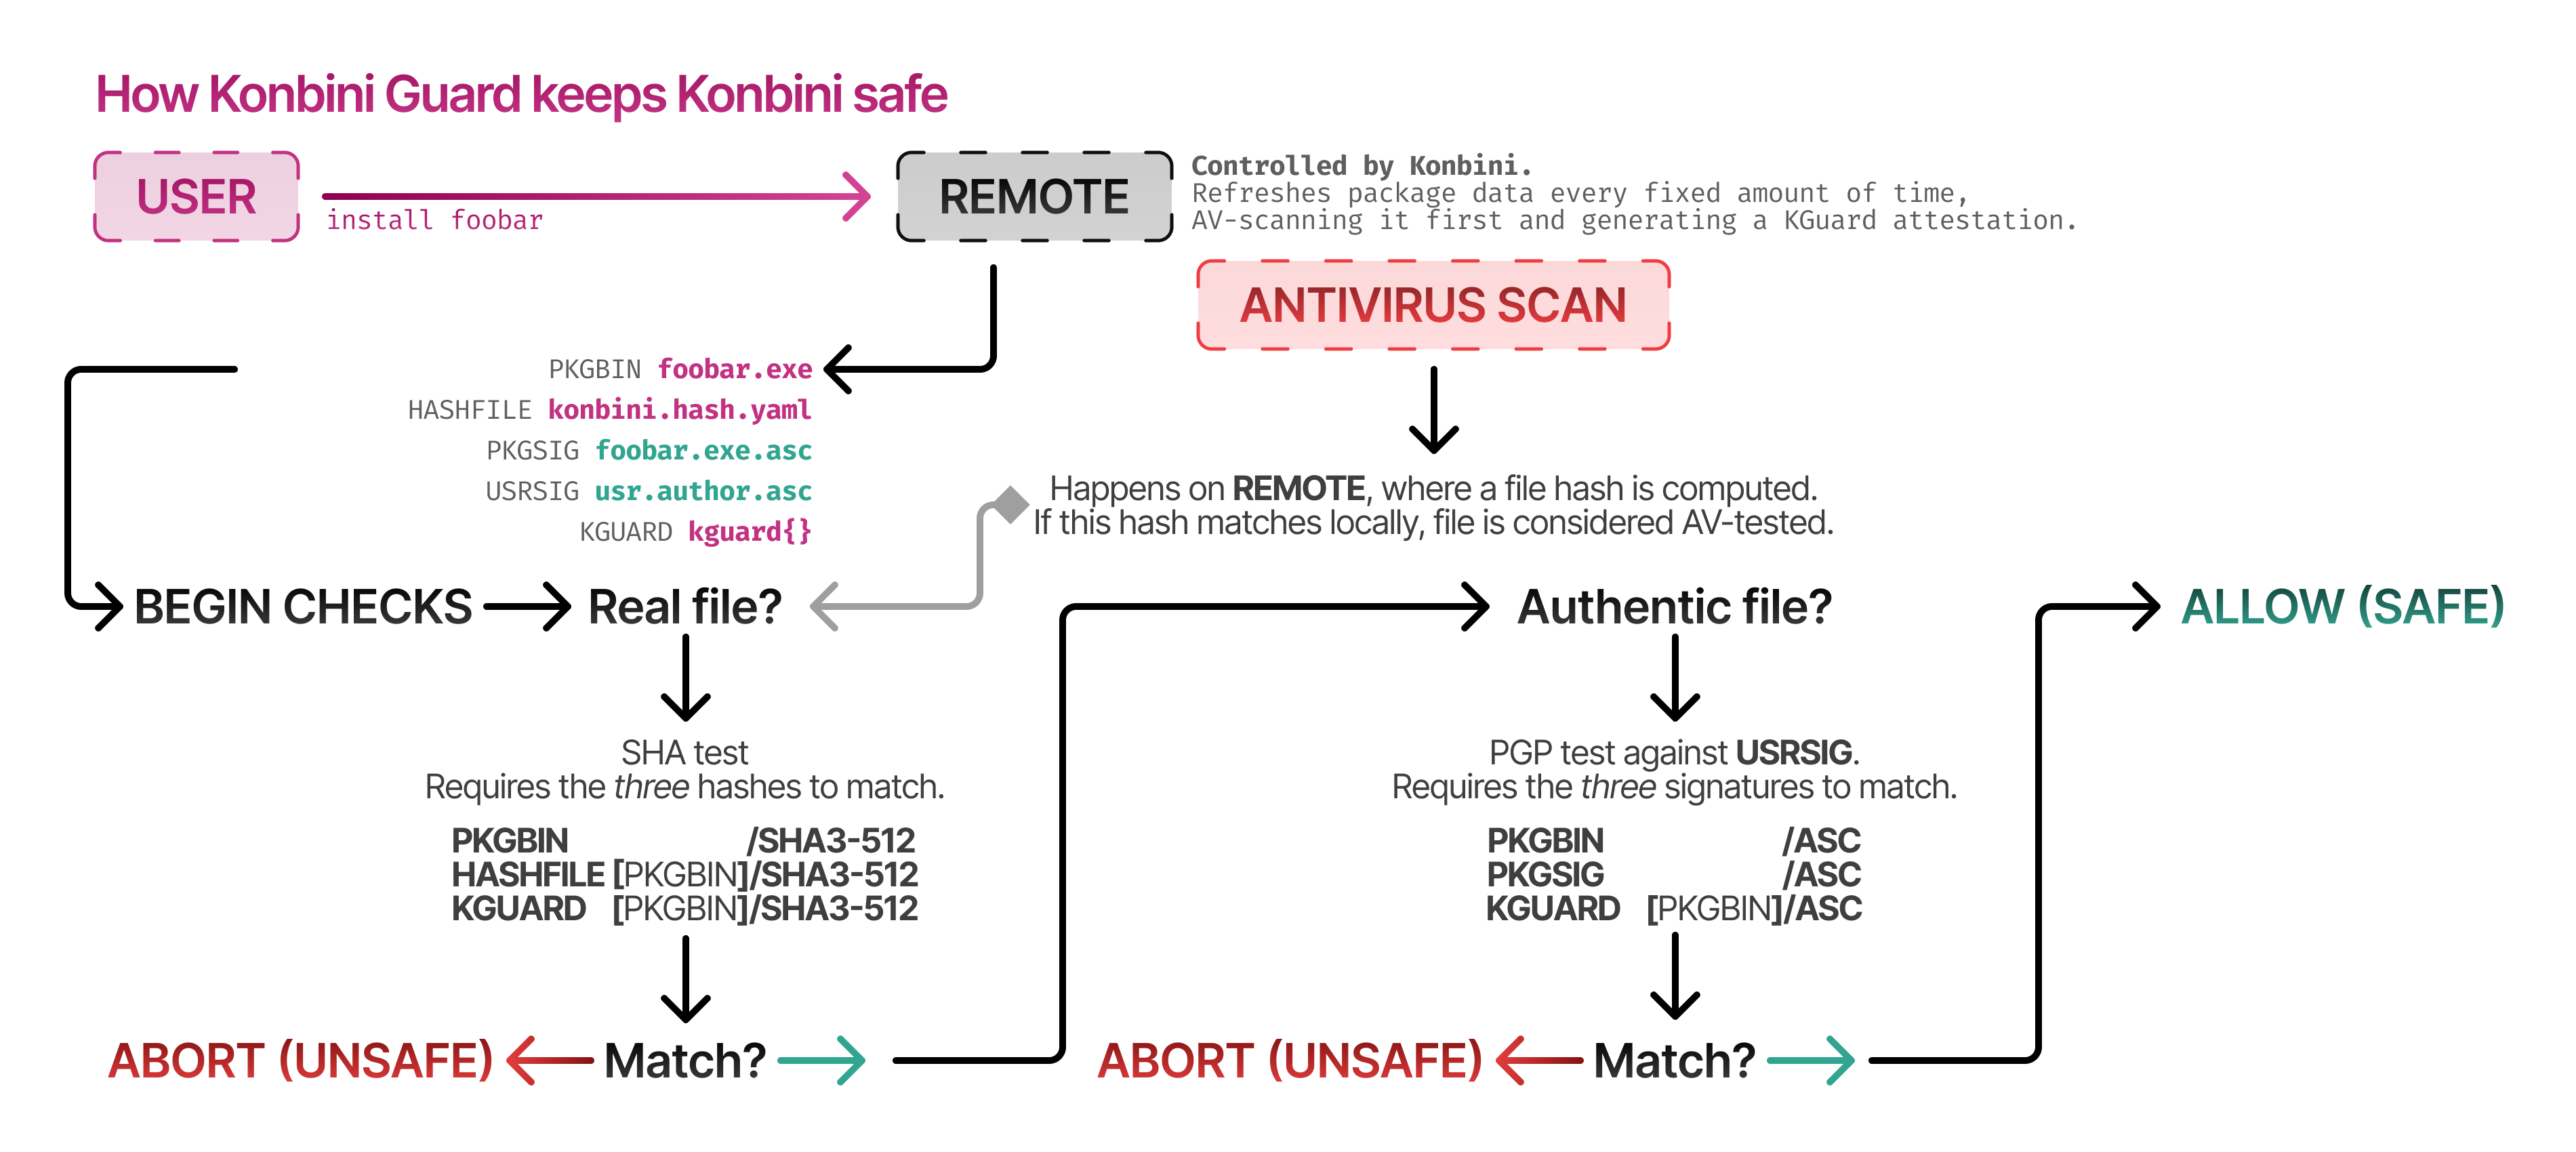 How Konbini Guard keeps Konbini safe
USER
install foobar
REMOTE
Controlled by Konbini.
Refreshes package data every fixed amount of time,
AV-scanning it first and generating a KGuard attestation.
ANTIVIRUS SCAN
PKGBIN foobar.exe
HASHFILE konbini.hash.yaml
PKGSIG foobar.exe.asc
USRSIG usr.author.asc
KGUARD kguard{}
Happens on REMOTE, where a file hash is computed.
If this hash matches locally, file is considered AV-tested.
BEGIN CHECKS
Real file?
Authentic file?
ALLOW (SAFE)
SHA test
Requires the three hashes to match.
PKGBIN /SHA3-512
HASHFILE [PKGBIN]/SHA3-512
KGUARD [PKGBIN]/SHA3-512
PGP test against USRSIG.
Requires the three signatures to match.
PKGBIN /ASC
PKGSIG /ASC
KGUARD [PKGBIN]/ASC
ABORT (UNSAFE)
Match?
ABORT (UNSAFE)
Match?